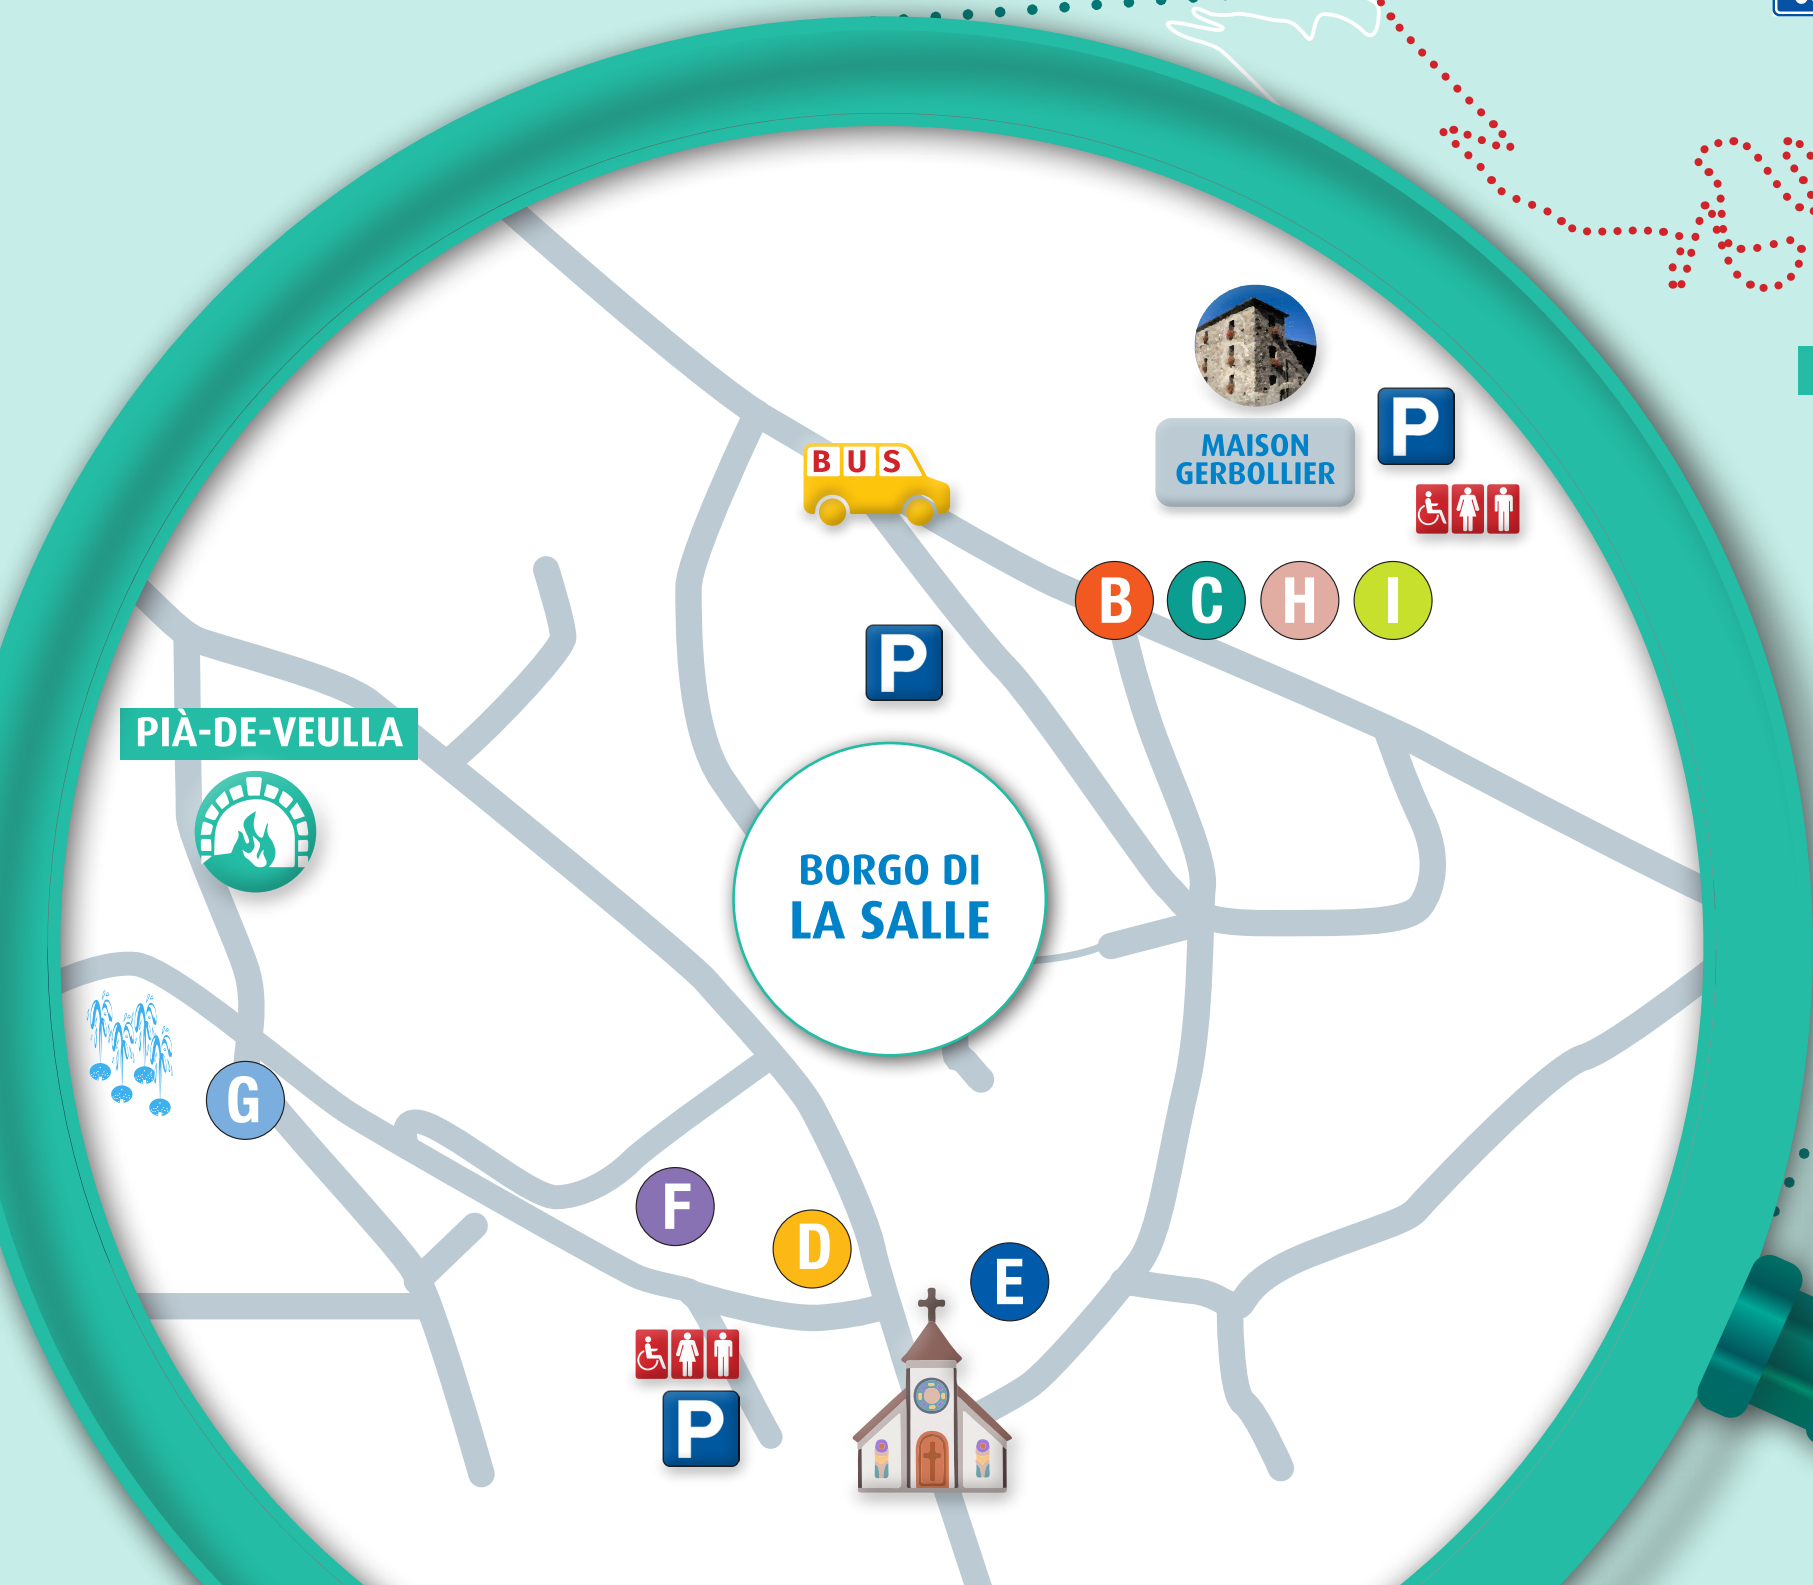 MAISON
GERBOLLIER
P
BUS
B C H I
P
PIÀ-DE-VEULLA
BORGO DI
LA SALLE
G
F
D
E
P